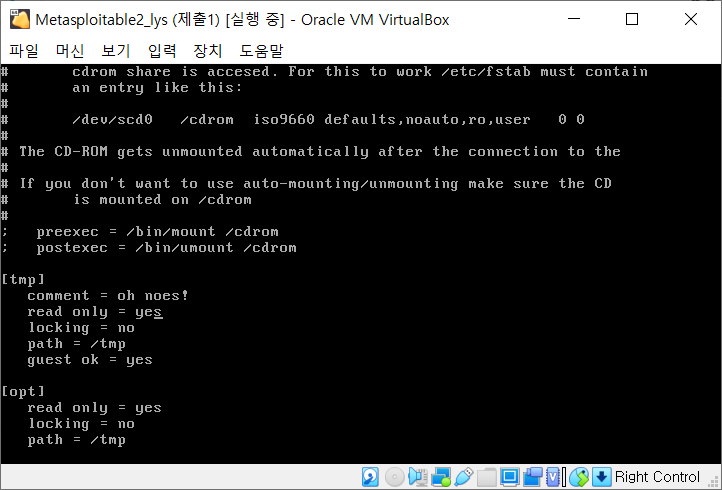 Metasploitable2_lys (제출1) [실행 중] - Oracle VM VirtualBox
파일 머신 보기 입력 장치 도움말
# cdrom share is accesed. For this to work /etc/fstab must contain
# an entry like this:
#
# /dev/scd0 /cdrom iso9660 defaults,noauto,ro,user 0 0
#
# The CD-ROM gets unmounted automatically after the connection to the
#
# If you don't want to use auto-mounting/unmounting make sure the CD
# is mounted on /cdrom
#
; preexec = /bin/mount /cdrom
; postexec = /bin/umount /cdrom
[tmp]
comment = oh noes!
read only = yes
locking = no
path = /tmp
guest ok = yes
[opt]
read only = yes
locking = no
path = /tmp
Right Control